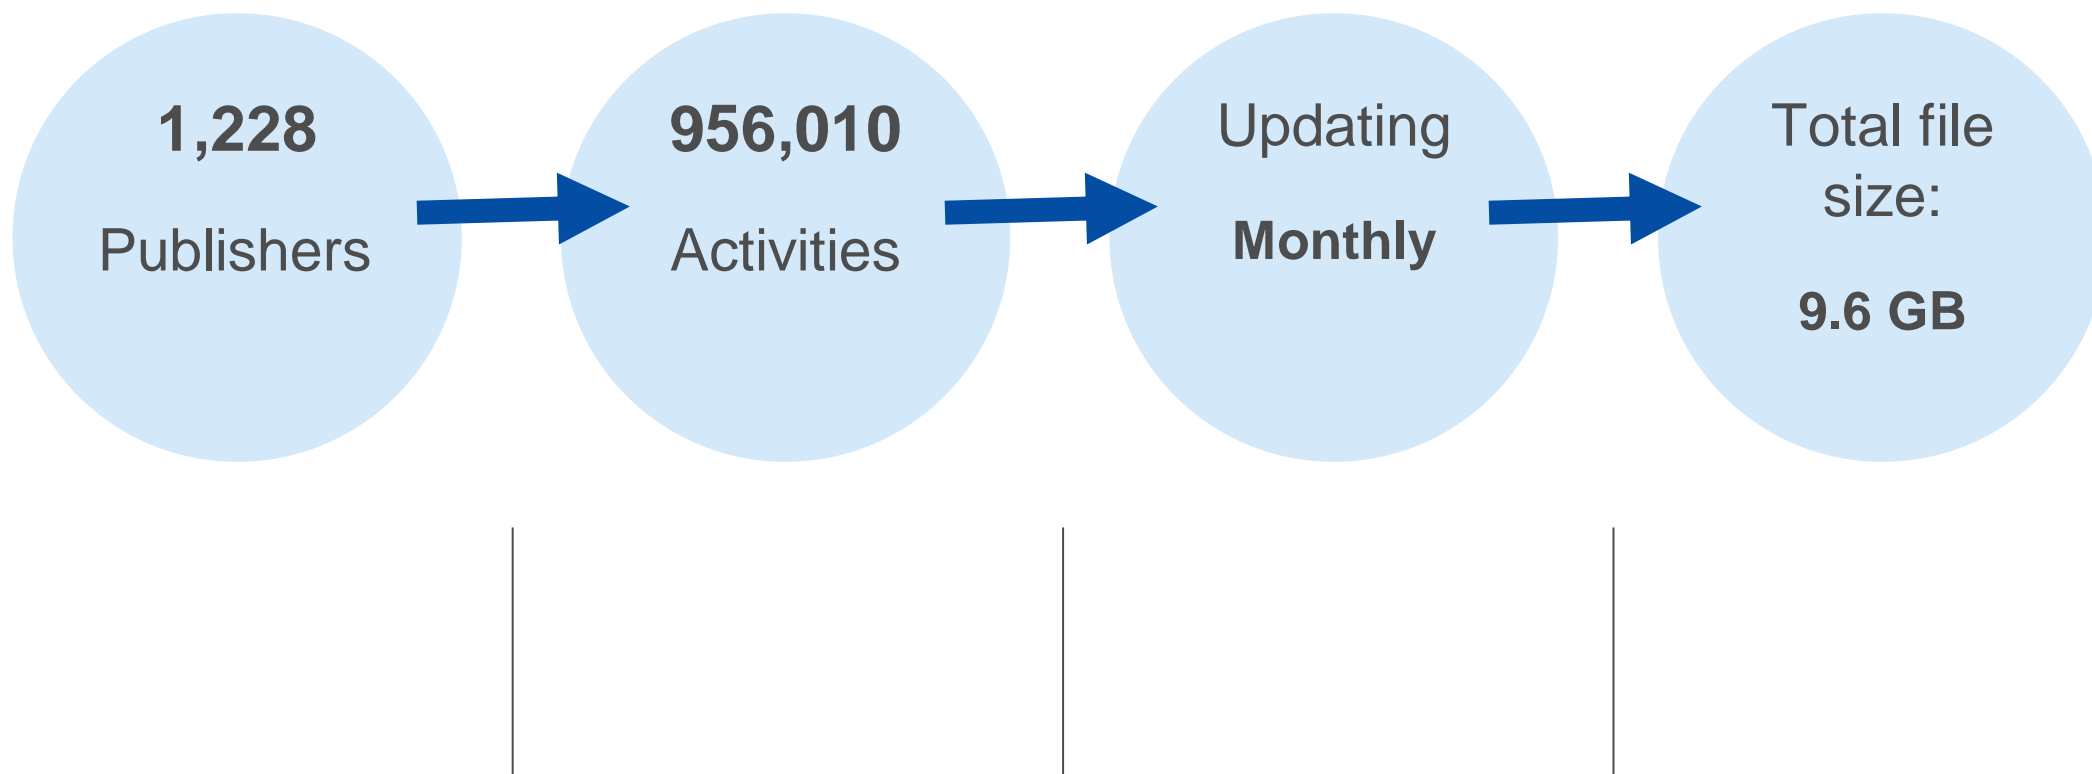 1,228
Publishers
956,010
Activities
Updating
Monthly
Total file
size:
9.6 GB